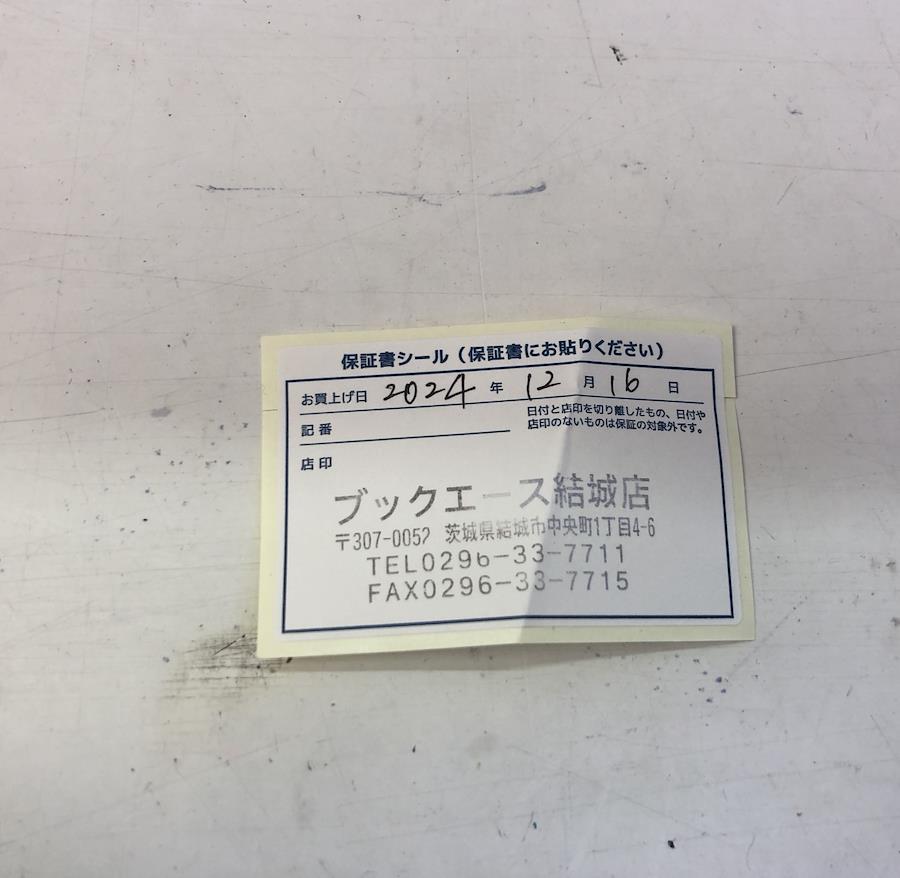 保証書シール（保証書にお貼りください）
お買上げ日 2024 年 12 月 16 日
記番
日付と店印を切り離したもの、日付や
店印のないものは保証の対象外です。
店印
ブックエース結城店
〒307-0052 茨城県結城市中央町1丁目4-6
TEL0296-33-7711
FAX0296-33-7715